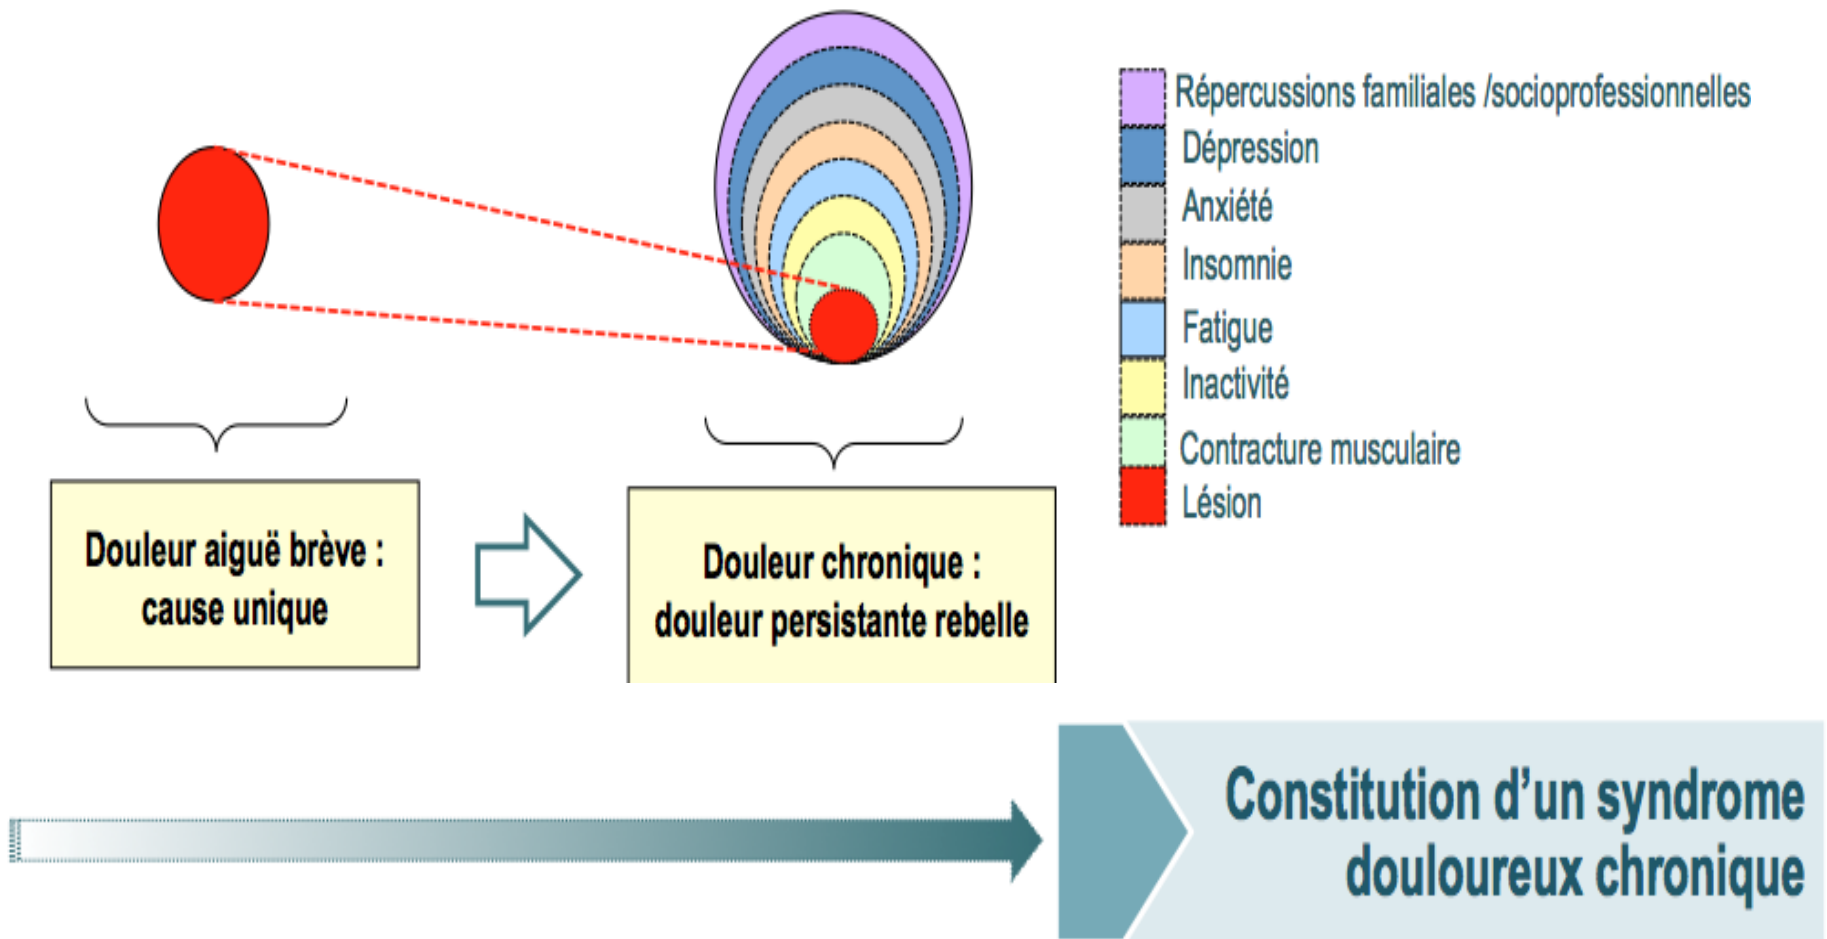 Répercussions familiales /socioprofessionnelles
Dépression
Anxiété
Insomnie
Fatigue
Inactivité
Contracture musculaire
Lésion
Douleur aiguë brève :
cause unique
Douleur chronique :
douleur persistante rebelle
Constitution d'un syndrome
douloureux chronique